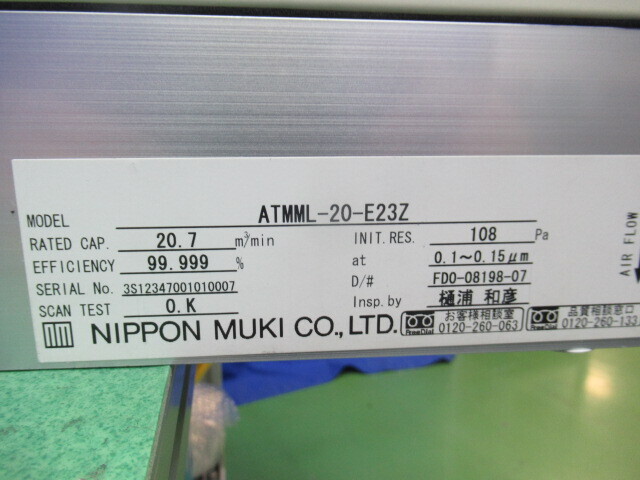 MODEL ATMML-20-E23Z
RATED CAP. 20.7 m³/min INIT. RES. 108 Pa
EFFICIENCY 99.999 % at 0.1~0.15μm
SERIAL No. 3S12347001010007 D/# FDO-08198-07
SCAN TEST O.K Insp. by 樋浦 和彦
NIPPON MUKI CO., LTD. FreeDial お客様相談室 0120-260-063 FreeDial 品質相談窓口 0120-260-133
AIR FLOW